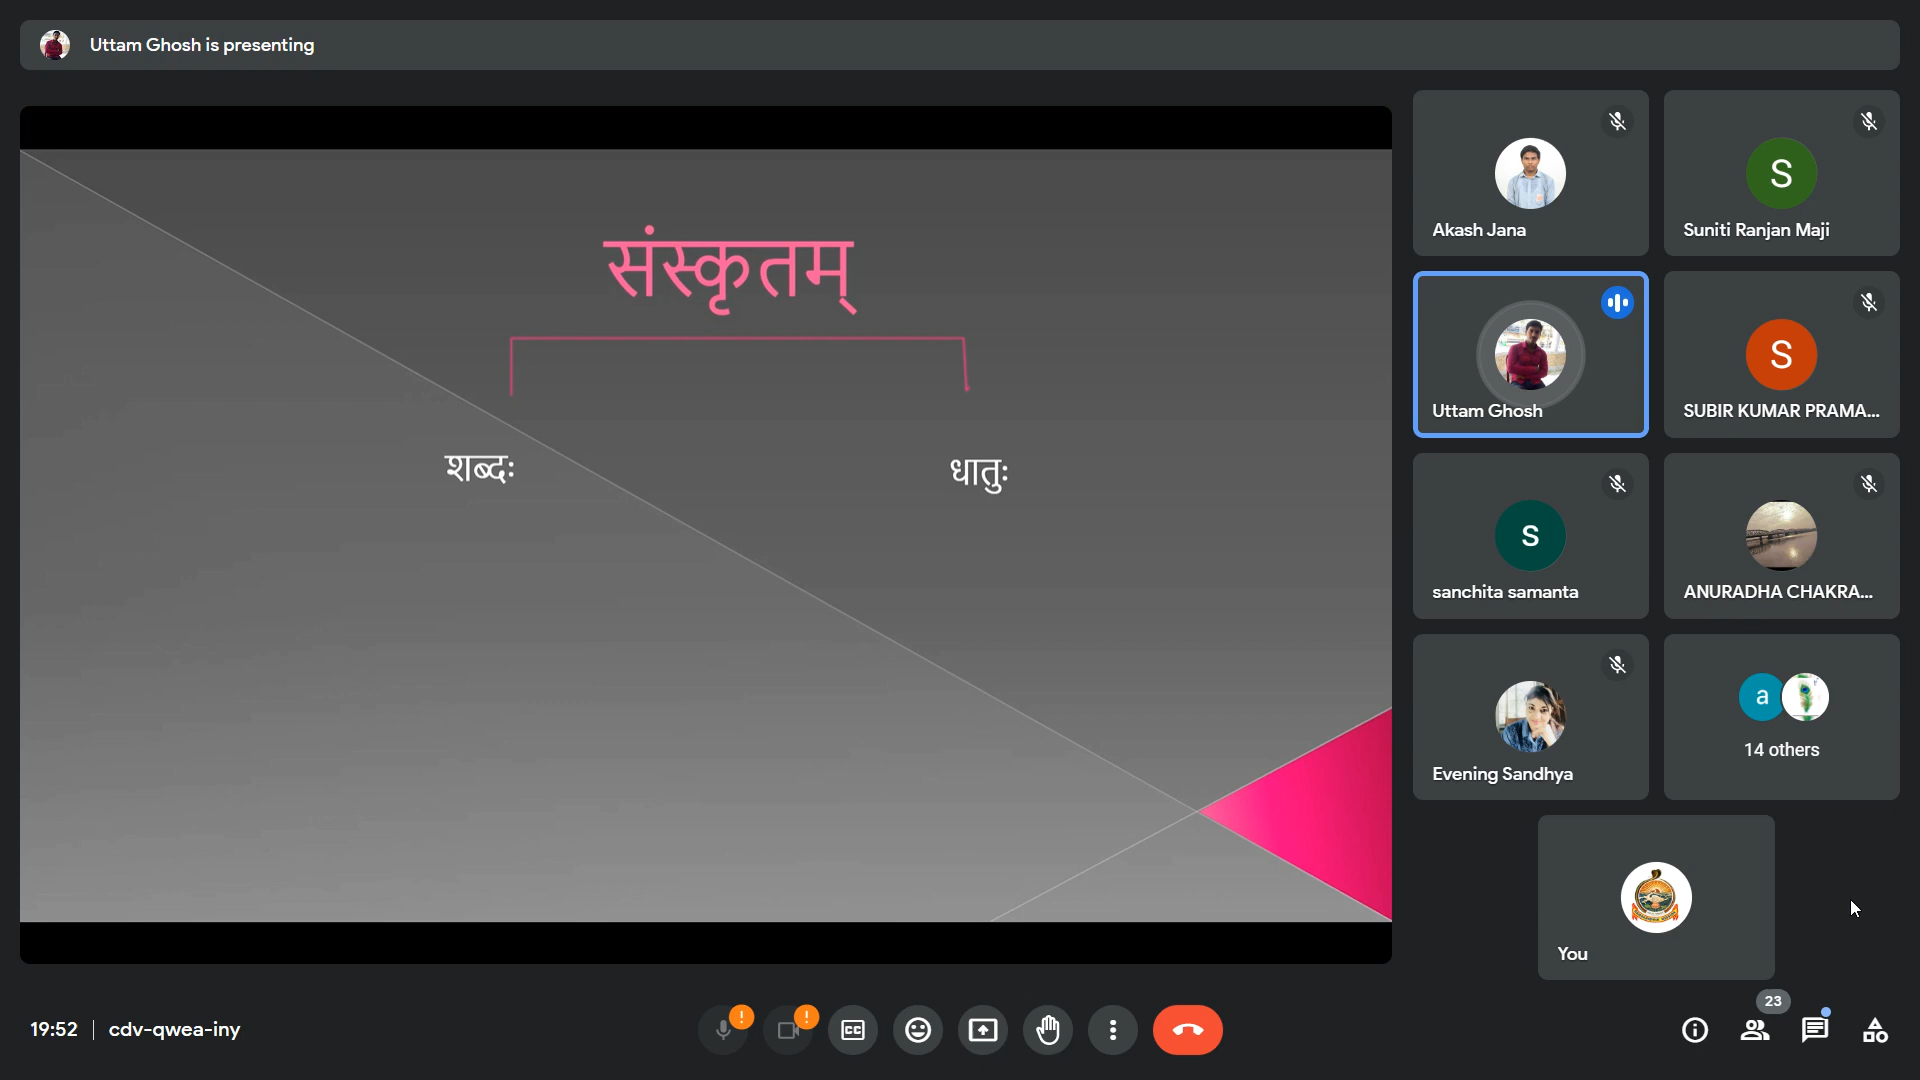 Uttam Ghosh is presenting
संस्कृतम्
शब्दः
धातुः
Akash Jana
S
Suniti Ranjan Maji
Uttam Ghosh
S
SUBIR KUMAR PRAMA...
s
sanchita samanta
ANURADHA CHAKRA...
Evening Sandhya
a
14 others
You
19:52
cdv-qwea-iny
!
!
CC
23